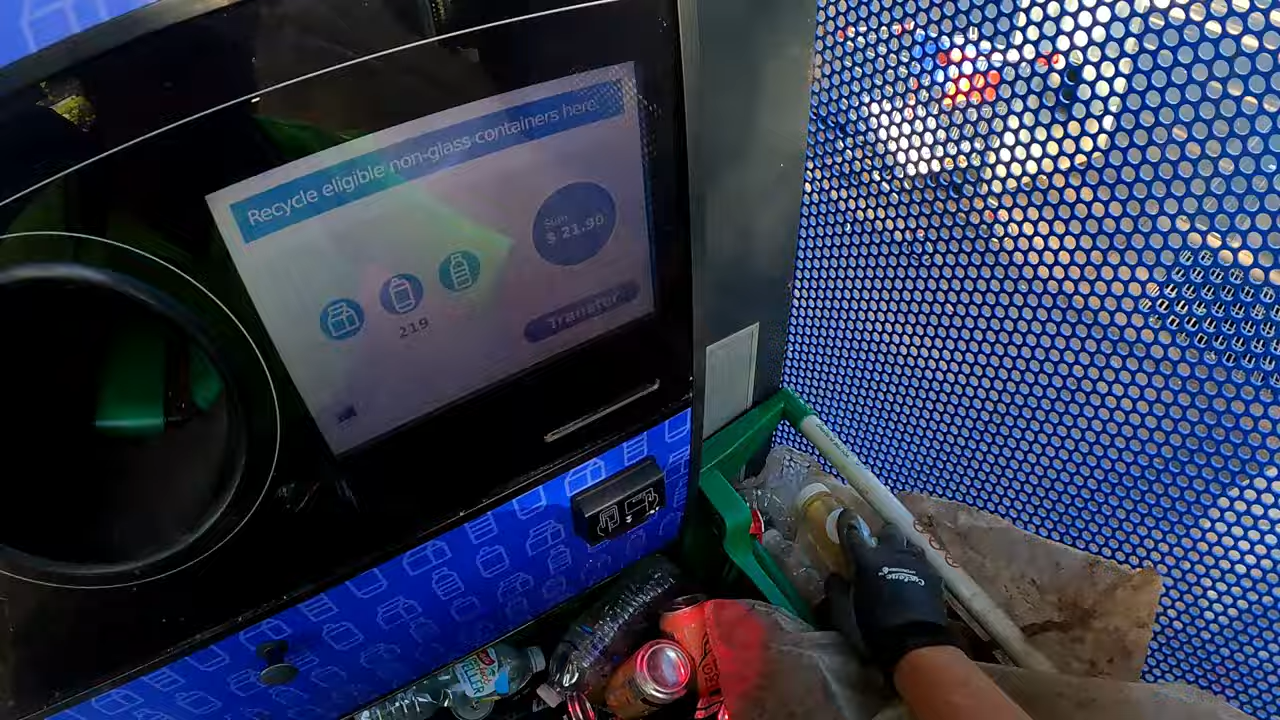 Recycle eligible non-glass containers here.
Sum
$ 21.90
219
Transfer